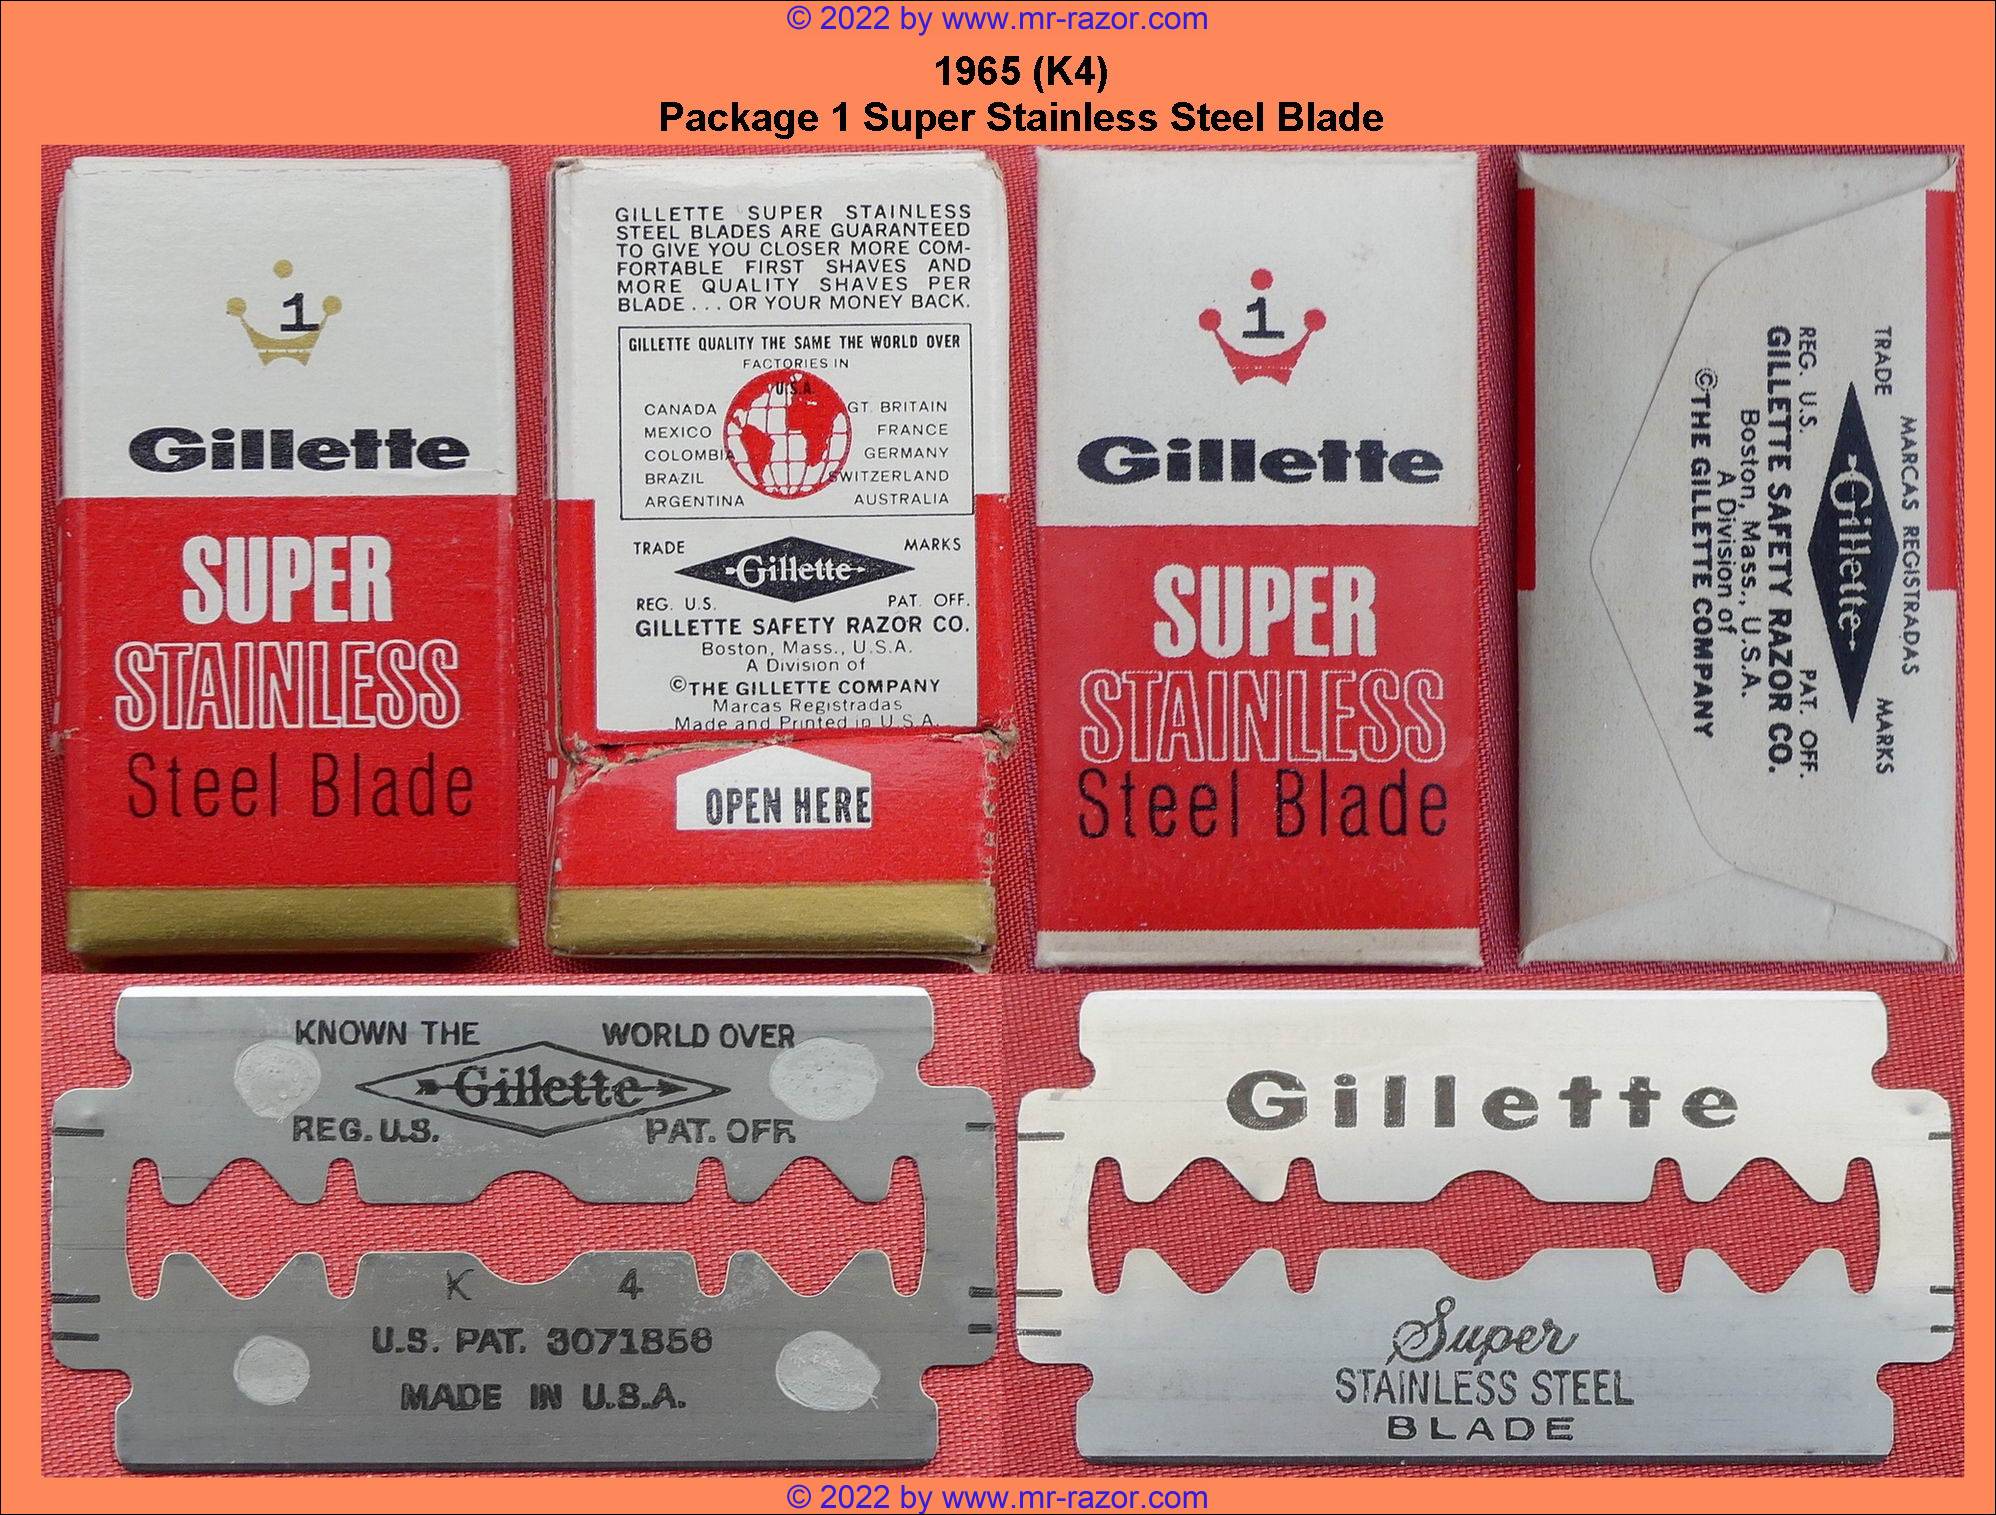 © 2022 by www.mr-razor.com
1965 (K4)
Package 1 Super Stainless Steel Blade
1
Gillette
SUPER
STAINLESS
Steel Blade
GILLETTE SUPER STAINLESS
STEEL BLADES ARE GUARANTEED
TO GIVE YOU CLOSER MORE COM-
FORTABLE FIRST SHAVES AND
MORE QUALITY SHAVES PER
BLADE . . . OR YOUR MONEY BACK.
GILLETTE QUALITY THE SAME THE WORLD OVER
FACTORIES IN
U.S.A.
CANADA GT. BRITAIN
MEXICO FRANCE
COLOMBIA GERMANY
BRAZIL SWITZERLAND
ARGENTINA AUSTRALIA
TRADE MARKS
Gillette
REG. U.S. PAT. OFF.
GILLETTE SAFETY RAZOR CO.
Boston, Mass., U.S.A.
A Division of
©THE GILLETTE COMPANY
Marcas Registradas
Made and Printed in U.S.A.
OPEN HERE
1
Gillette
SUPER
STAINLESS
Steel Blade
MARCAS REGISTRADAS
TRADE MARKS
Gillette
REG. U.S. PAT. OFF.
GILLETTE SAFETY RAZOR CO.
Boston, Mass., U.S.A.
A Division of
©THE GILLETTE COMPANY
KNOWN THE WORLD OVER
Gillette
REG. U.S. PAT. OFF.
K 4
U.S. PAT. 3071856
MADE IN U.S.A.
Gillette
Super
STAINLESS STEEL
BLADE
© 2022 by www.mr-razor.com